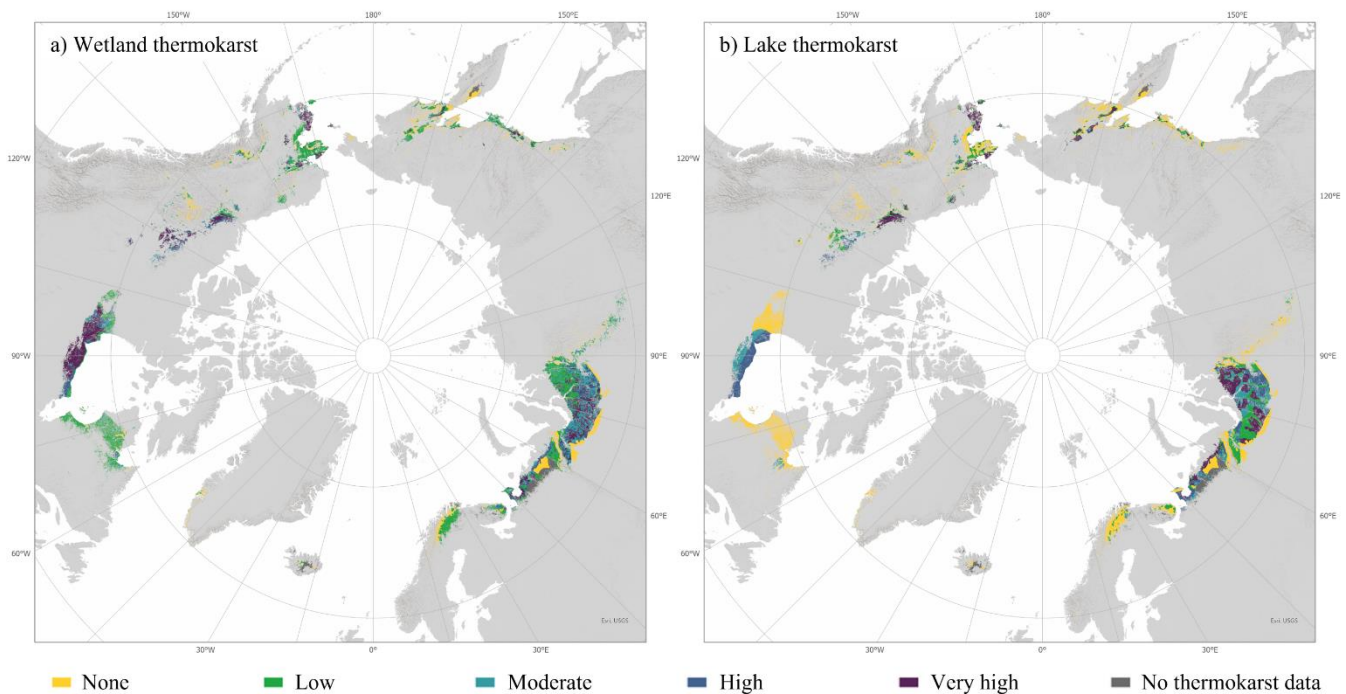 150°W 180° 150°E
150°W 180° 150°E
a) Wetland thermokarst
b) Lake thermokarst
120°W 120°E
120°W 120°E
90°W 90°E
90°W 90°E
60°W 60°E
60°W 60°E
Esri, USGS
Esri, USGS
30°W 0° 30°E
30°W 0° 30°E
None Low Moderate High Very high No thermokarst data